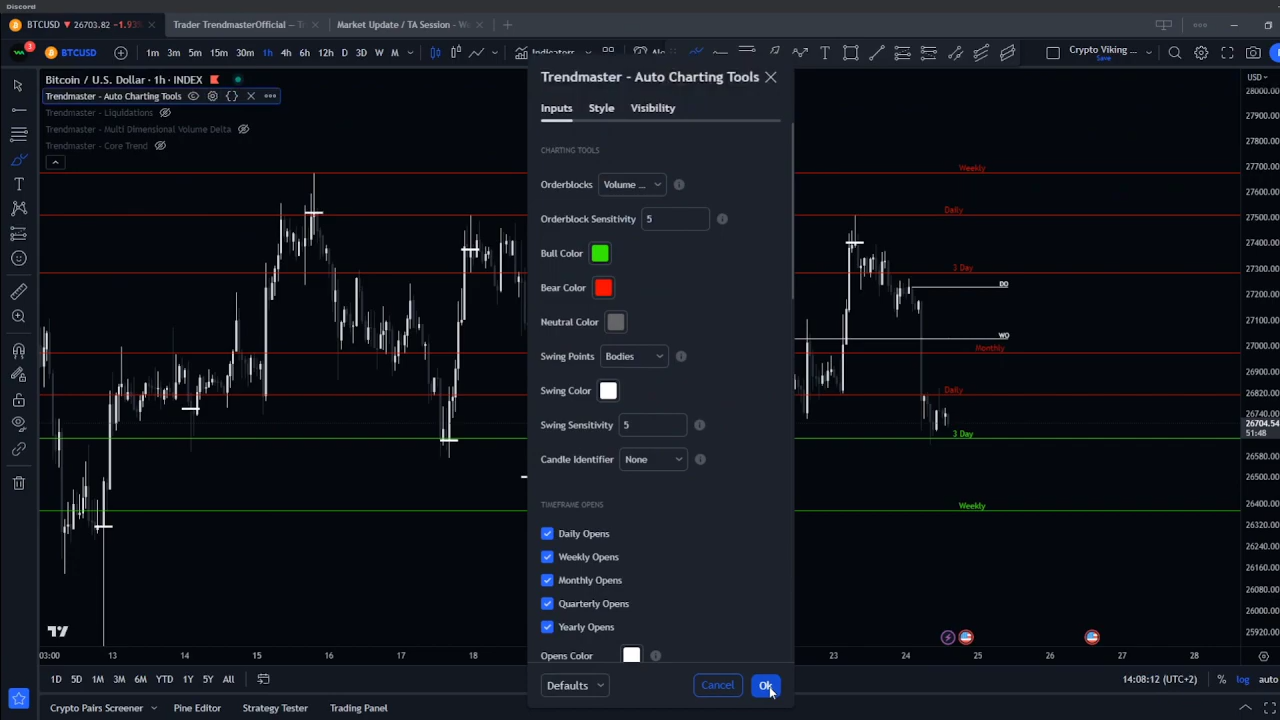 Discord
BTCUSD 26703.82 -1.93%
Trader TrendmasterOfficial — T
Market Update / TA Session - W
1m 3m 5m 15m 30m 1h 4h 6h 12h D 3D W M
3
BTCUSD
Indicators
Crypto Viking ...
Save
Bitcoin / U.S. Dollar · 1h · INDEX
USD
Trendmaster - Auto Charting Tools
Trendmaster - Liquidations
Trendmaster - Multi Dimensional Volume Delta
Trendmaster - Core Trend
Trendmaster - Auto Charting Tools
Inputs Style Visibility
CHARTING TOOLS
Orderblocks Volume ...
Orderblock Sensitivity 5
Bull Color
Bear Color
Neutral Color
Swing Points Bodies
Swing Color
Swing Sensitivity 5
Candle Identifier None
TIMEFRAME OPENS
Daily Opens
Weekly Opens
Monthly Opens
Quarterly Opens
Yearly Opens
Opens Color
Defaults Cancel Ok
Weekly
Daily
3 Day
DO
WO
Monthly
Daily
3 Day
Weekly
28000.00
27900.00
27800.00
27700.00
27600.00
27500.00
27400.00
27300.00
27200.00
27100.00
27000.00
26900.00
26820.00
26740.00
26704.54
51:48
26580.00
26500.00
26400.00
26320.00
26240.00
26160.00
26080.00
26000.00
25920.00
03:00 13 14 15 16 17 18 23 24 25 26 27 28
1D 5D 1M 3M 6M YTD 1Y 5Y All
14:08:12 (UTC+2) % log auto
Crypto Pairs Screener Pine Editor Strategy Tester Trading Panel